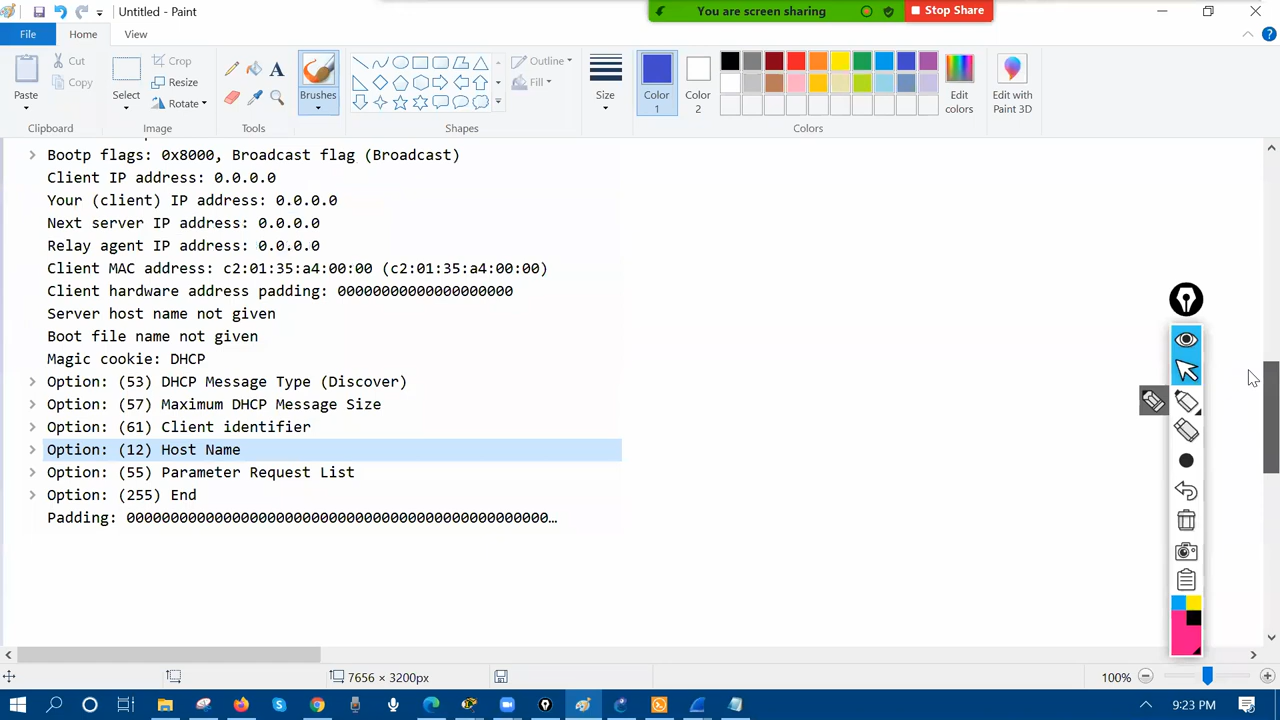 Untitled - Paint
You are screen sharing
Stop Share
File
Home
View
Paste
Cut
Copy
Clipboard
Select
Crop
Resize
Rotate
Image
Tools
Brushes
Outline
Fill
Shapes
Size
Color 1
Color 2
Edit colors
Colors
Edit with Paint 3D
Bootp flags: 0x8000, Broadcast flag (Broadcast)
Client IP address: 0.0.0.0
Your (client) IP address: 0.0.0.0
Next server IP address: 0.0.0.0
Relay agent IP address: 0.0.0.0
Client MAC address: c2:01:35:a4:00:00 (c2:01:35:a4:00:00)
Client hardware address padding: 00000000000000000000
Server host name not given
Boot file name not given
Magic cookie: DHCP
Option: (53) DHCP Message Type (Discover)
Option: (57) Maximum DHCP Message Size
Option: (61) Client identifier
Option: (12) Host Name
Option: (55) Parameter Request List
Option: (255) End
Padding: 000000000000000000000000000000000000000000000000…
7656 × 3200px
100%
9:23 PM